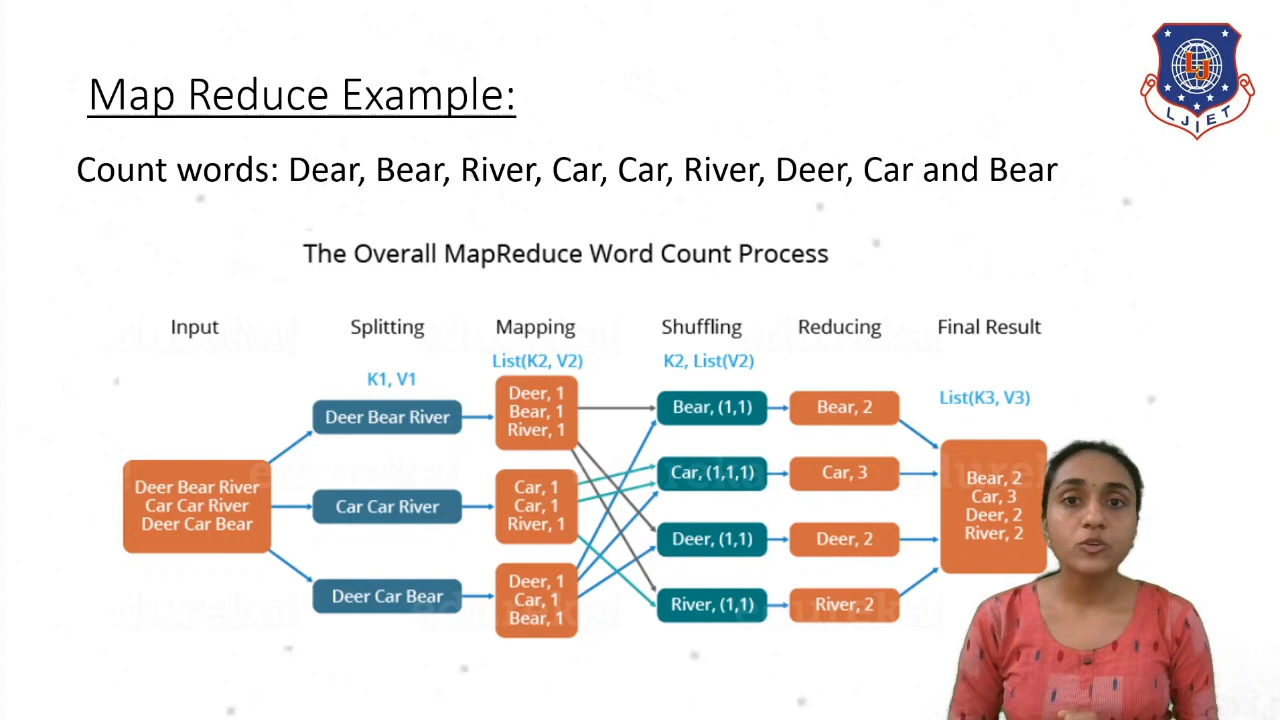 Map Reduce Example:
LJIET
Count words: Dear, Bear, River, Car, Car, River, Deer, Car and Bear
The Overall MapReduce Word Count Process
Input
Splitting
Mapping
Shuffling
Reducing
Final Result
K1, V1
List(K2, V2)
K2, List(V2)
List(K3, V3)
Deer Bear River
Car Car River
Deer Car Bear
Deer Bear River
Car Car River
Deer Car Bear
Deer, 1
Bear, 1
River, 1
Car, 1
Car, 1
River, 1
Deer, 1
Car, 1
Bear, 1
Bear, (1,1)
Car, (1,1,1)
Deer, (1,1)
River, (1,1)
Bear, 2
Car, 3
Deer, 2
River, 2
Bear, 2
Car, 3
Deer, 2
River, 2